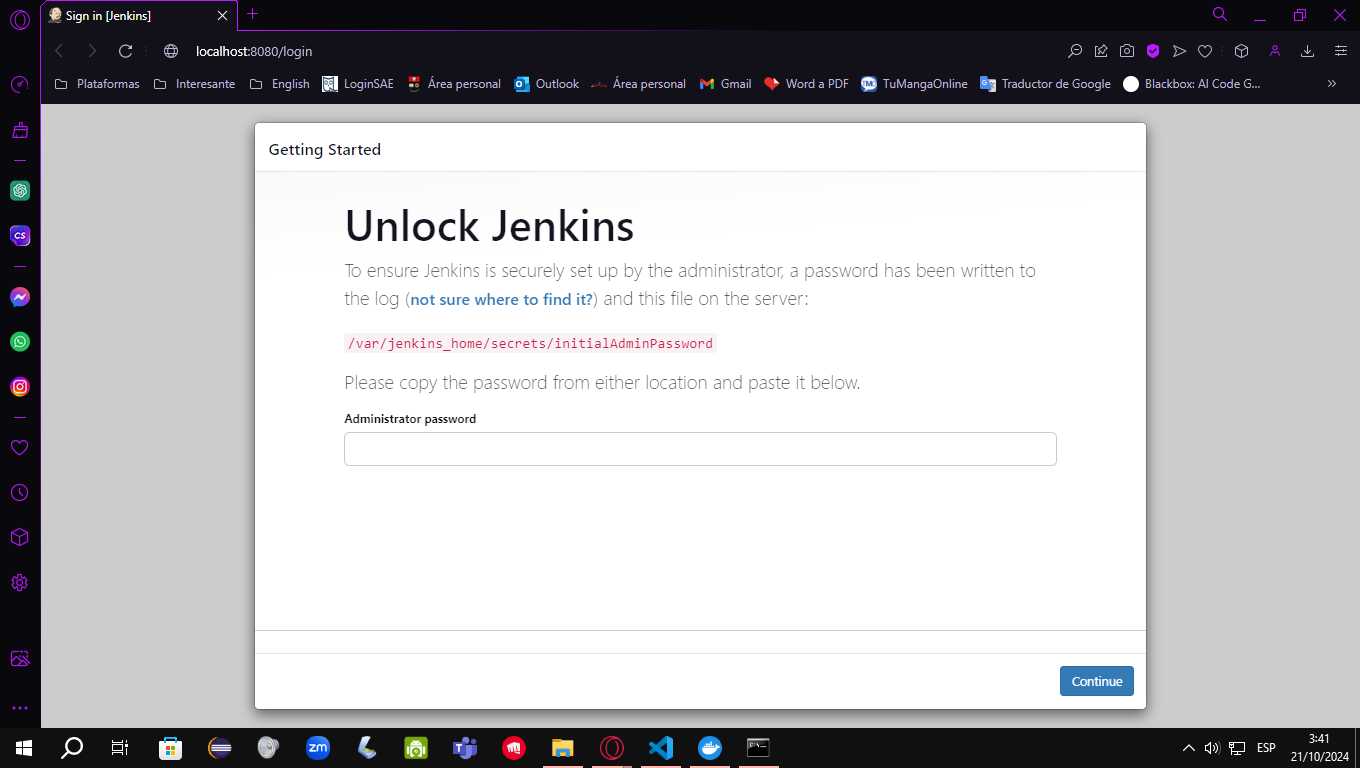 Sign in [Jenkins]
localhost:8080/login
Plataformas Interesante English LoginSAE Área personal Outlook Área personal Gmail Word a PDF TuMangaOnline Traductor de Google Blackbox: AI Code G...
CS
Getting Started
Unlock Jenkins
To ensure Jenkins is securely set up by the administrator, a password has been written to
the log (not sure where to find it?) and this file on the server:
/var/jenkins_home/secrets/initialAdminPassword
Please copy the password from either location and paste it below.
Administrator password
Continue
zm
ESP
3:41
21/10/2024